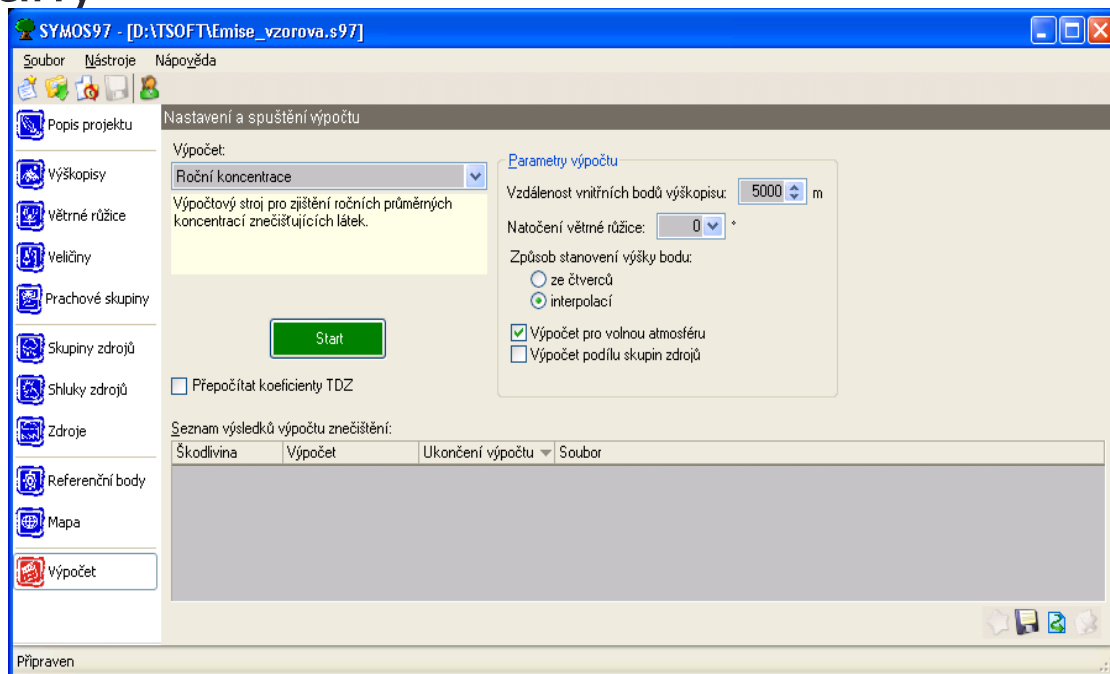 SYMOS97 - [D:\TSOFT\Emise_vzorova.s97]
Soubor Nástroje Nápověda
Popis projektu
Výškopisy
Větrné růžice
Veličiny
Prachové skupiny
Skupiny zdrojů
Shluky zdrojů
Zdroje
Referenční body
Mapa
Výpočet
Nastavení a spuštění výpočtu
Výpočet:
Roční koncentrace
Výpočtový stroj pro zjištění ročních průměrných
koncentrací znečišťujících látek.
Start
Přepočítat koeficienty TDZ
Parametry výpočtu
Vzdálenost vnitřních bodů výškopisu: 5000 m
Natočení větrné růžice: 0 °
Způsob stanovení výšky bodu:
ze čtverců
interpolací
Výpočet pro volnou atmosféru
Výpočet podílu skupin zdrojů
Seznam výsledků výpočtu znečištění:
Škodlivina Výpočet Ukončení výpočtu Soubor
Připraven